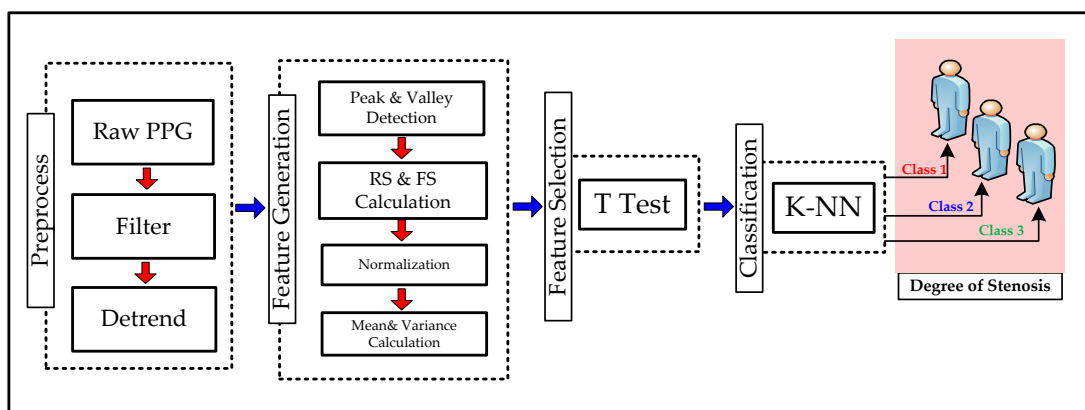 Preprocess
Raw PPG
Filter
Detrend
Feature Generation
Peak & Valley
Detection
RS & FS
Calculation
Normalization
Mean& Variance
Calculation
Feature Selection
T Test
Classification
K-NN
Class 1
Class 2
Class 3
Degree of Stenosis